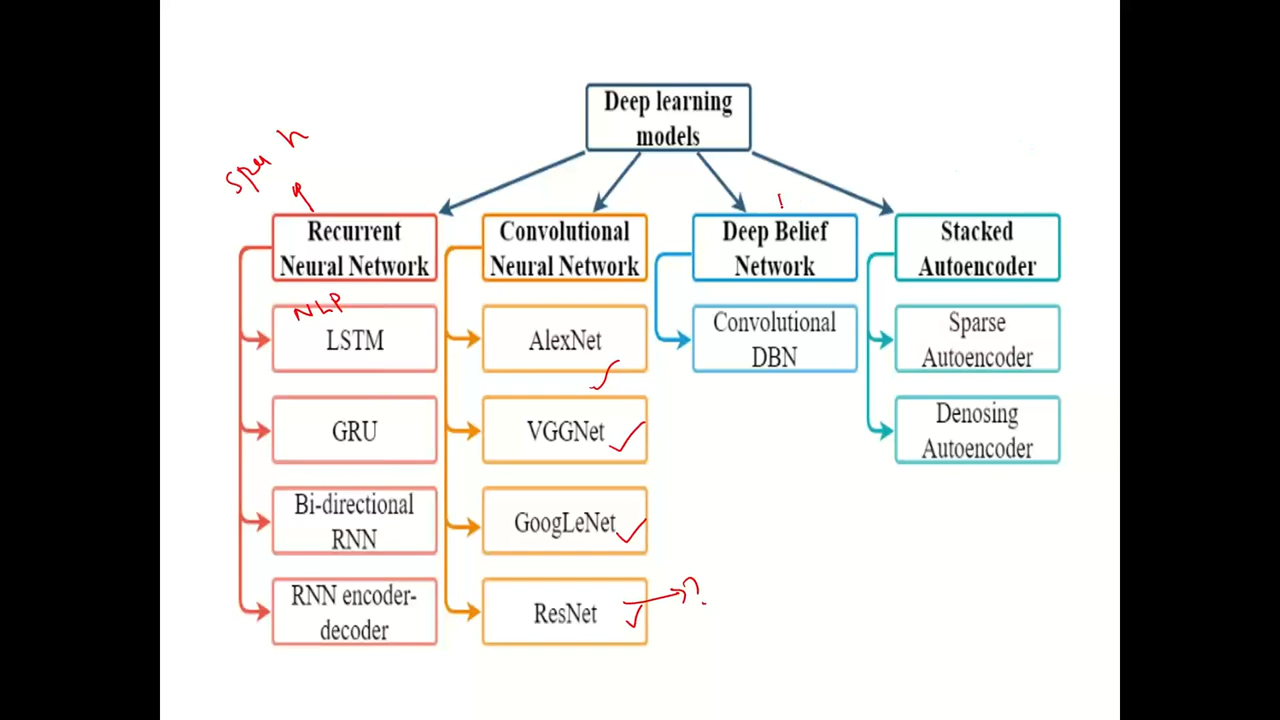 Deep learning
models
Recurrent
Neural Network
NLP
LSTM
GRU
Bi-directional
RNN
RNN encoder-
decoder
Convolutional
Neural Network
AlexNet
VGGNet
GoogLeNet
ResNet
?
Deep Belief
Network
Convolutional
DBN
Stacked
Autoencoder
Sparse
Autoencoder
Denosing
Autoencoder